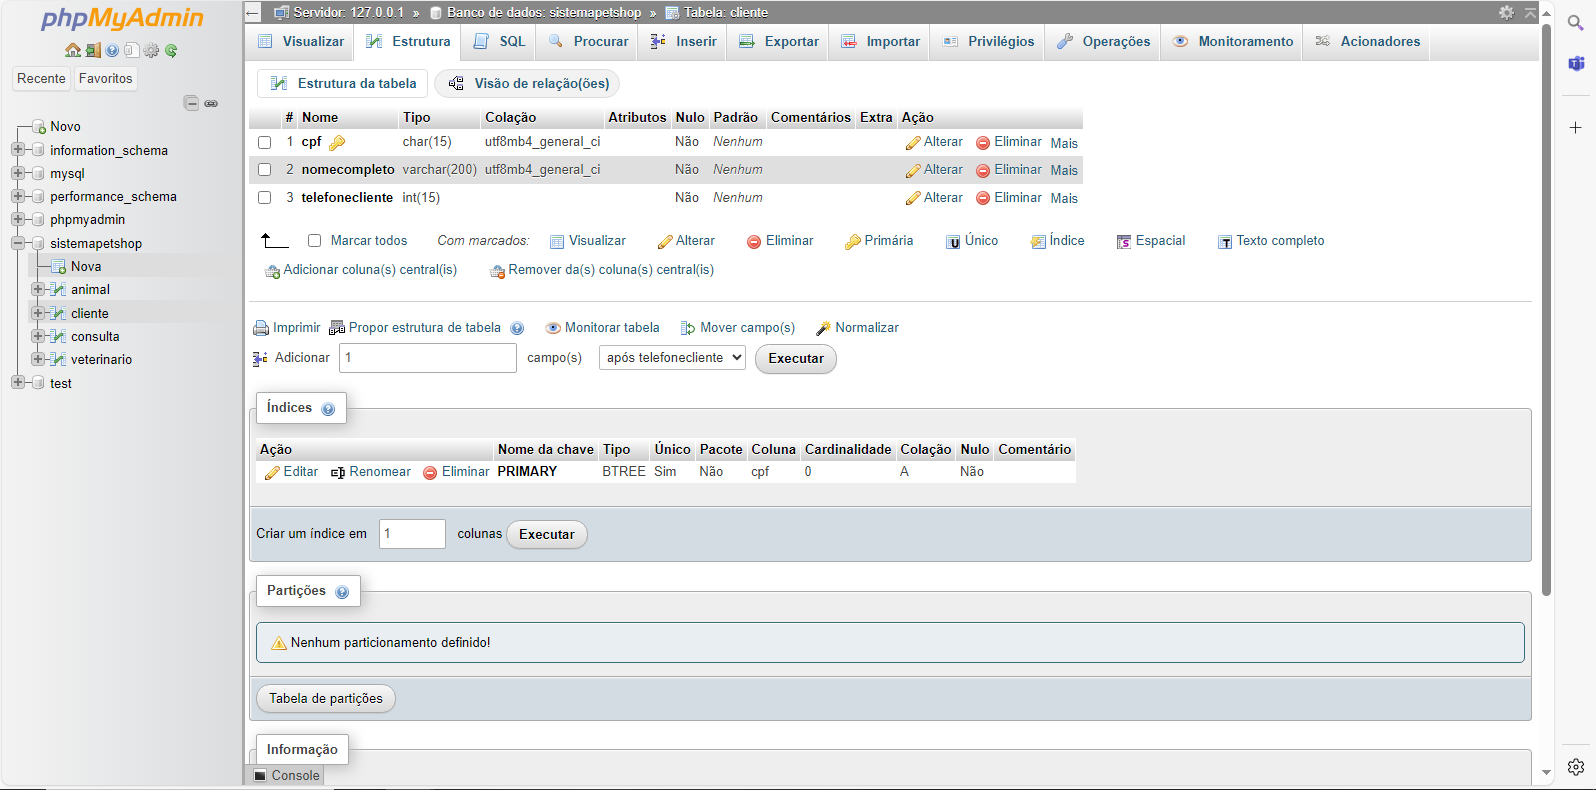 phpMyAdmin
Recente Favoritos
Novo
information_schema
mysql
performance_schema
phpmyadmin
sistemapetshop
Nova
animal
cliente
consulta
veterinario
test
Servidor: 127.0.0.1 » Banco de dados: sistemapetshop » Tabela: cliente
Visualizar Estrutura SQL Procurar Inserir Exportar Importar Privilégios Operações Monitoramento Acionadores
Estrutura da tabela Visão de relação(ões)
# Nome Tipo Colação Atributos Nulo Padrão Comentários Extra Ação
1 cpf char(15) utf8mb4_general_ci Não Nenhum Alterar Eliminar Mais
2 nomecompleto varchar(200) utf8mb4_general_ci Não Nenhum Alterar Eliminar Mais
3 telefonecliente int(15) Não Nenhum Alterar Eliminar Mais
Marcar todos Com marcados: Visualizar Alterar Eliminar Primária Único Índice Espacial Texto completo
Adicionar coluna(s) central(is) Remover da(s) coluna(s) central(is)
Imprimir Propor estrutura de tabela Monitorar tabela Mover campo(s) Normalizar
Adicionar 1 campo(s) após telefonecliente Executar
Índices
Ação Nome da chave Tipo Único Pacote Coluna Cardinalidade Colação Nulo Comentário
Editar Renomear Eliminar PRIMARY BTREE Sim Não cpf 0 A Não
Criar um índice em 1 colunas Executar
Partições
Nenhum particionamento definido!
Tabela de partições
Informação
Console